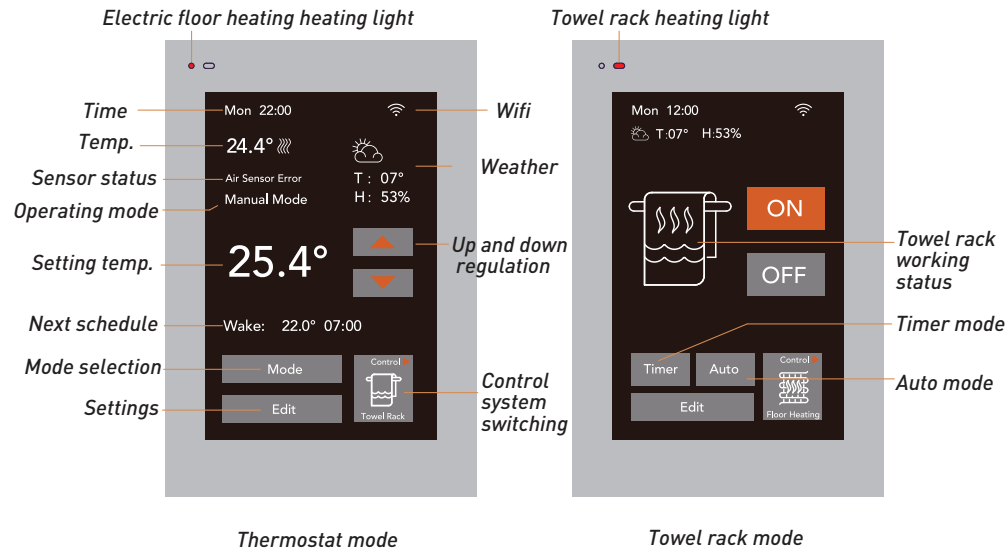 Electric floor heating heating light
Towel rack heating light
Time
Temp.
Sensor status
Operating mode
Setting temp.
Next schedule
Mode selection
Settings
Mon 22:00
24.4°
Air Sensor Error
Manual Mode
T : 07°
H : 53%
25.4°
Wake: 22.0° 07:00
Mode
Edit
Control
Towel Rack
Wifi
Weather
Up and down
regulation
Control
system
switching
Mon 12:00
T:07° H:53%
ON
OFF
Timer
Auto
Edit
Control
Floor Heating
Towel rack
working
status
Timer mode
Auto mode
Thermostat mode
Towel rack mode